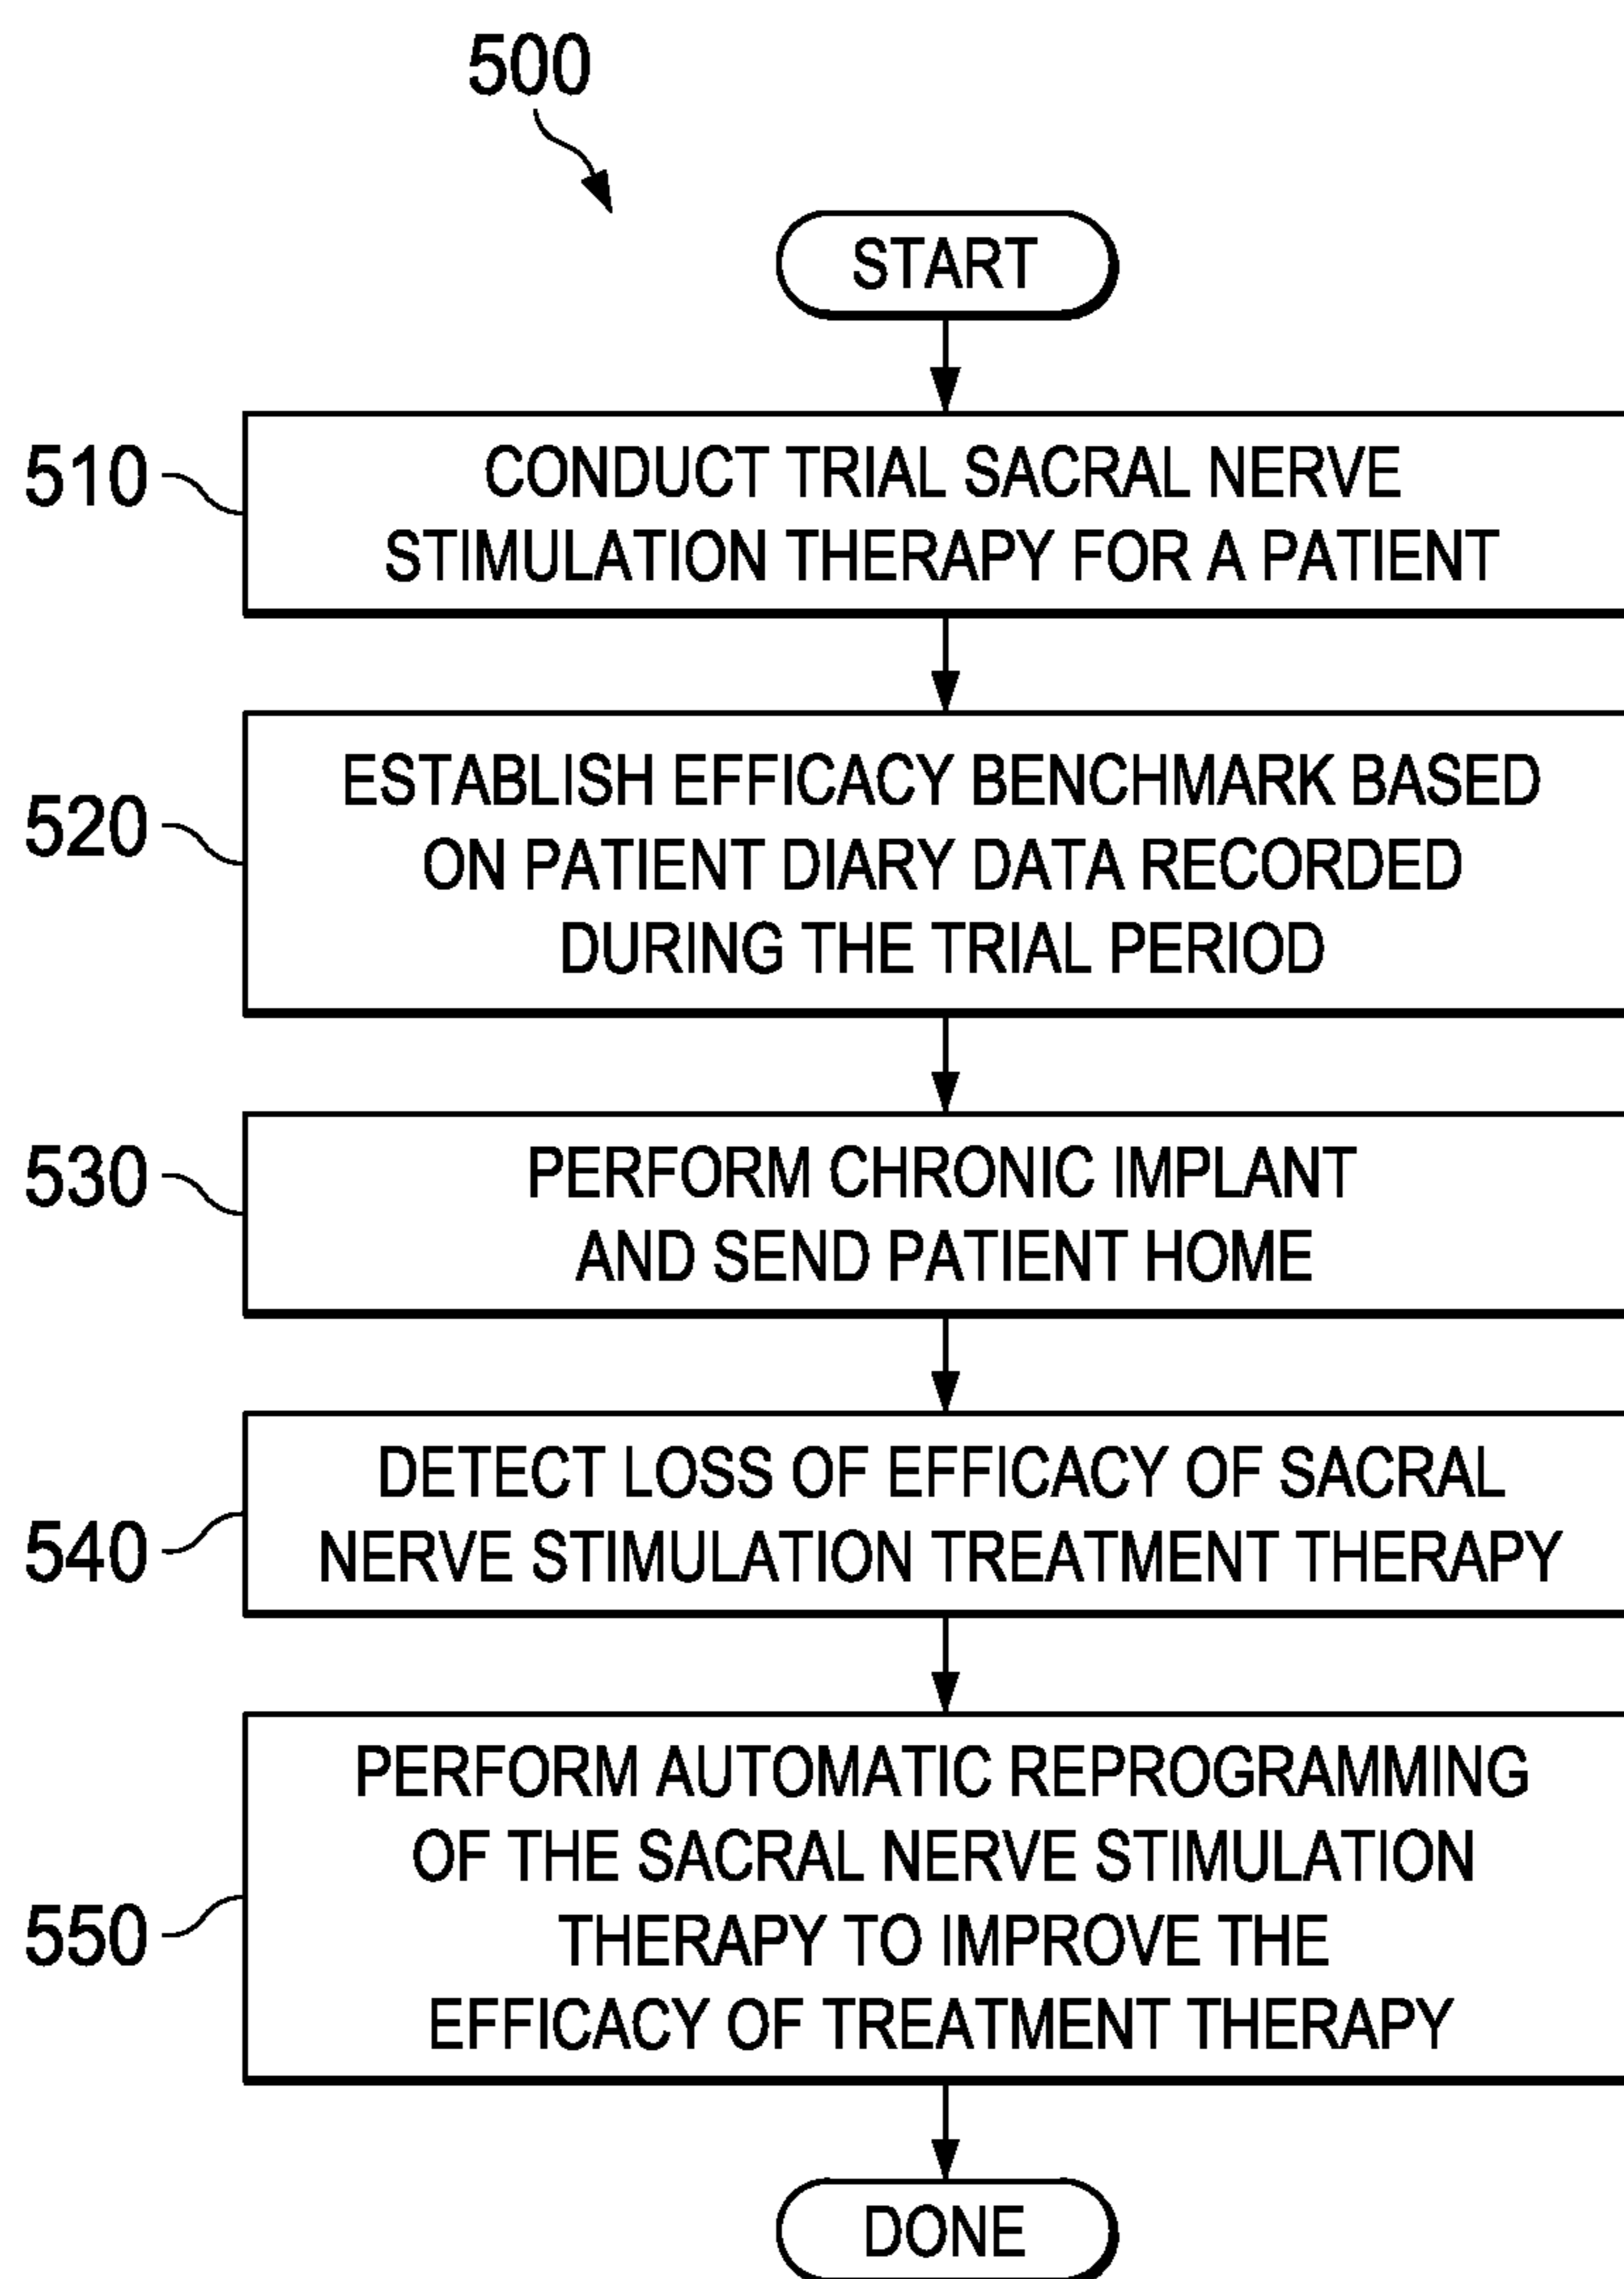 500
START
510
CONDUCT TRIAL SACRAL NERVE
STIMULATION THERAPY FOR A PATIENT
520
ESTABLISH EFFICACY BENCHMARK BASED
ON PATIENT DIARY DATA RECORDED
DURING THE TRIAL PERIOD
530
PERFORM CHRONIC IMPLANT
AND SEND PATIENT HOME
540
DETECT LOSS OF EFFICACY OF SACRAL
NERVE STIMULATION TREATMENT THERAPY
550
PERFORM AUTOMATIC REPROGRAMMING
OF THE SACRAL NERVE STIMULATION
THERAPY TO IMPROVE THE
EFFICACY OF TREATMENT THERAPY
DONE